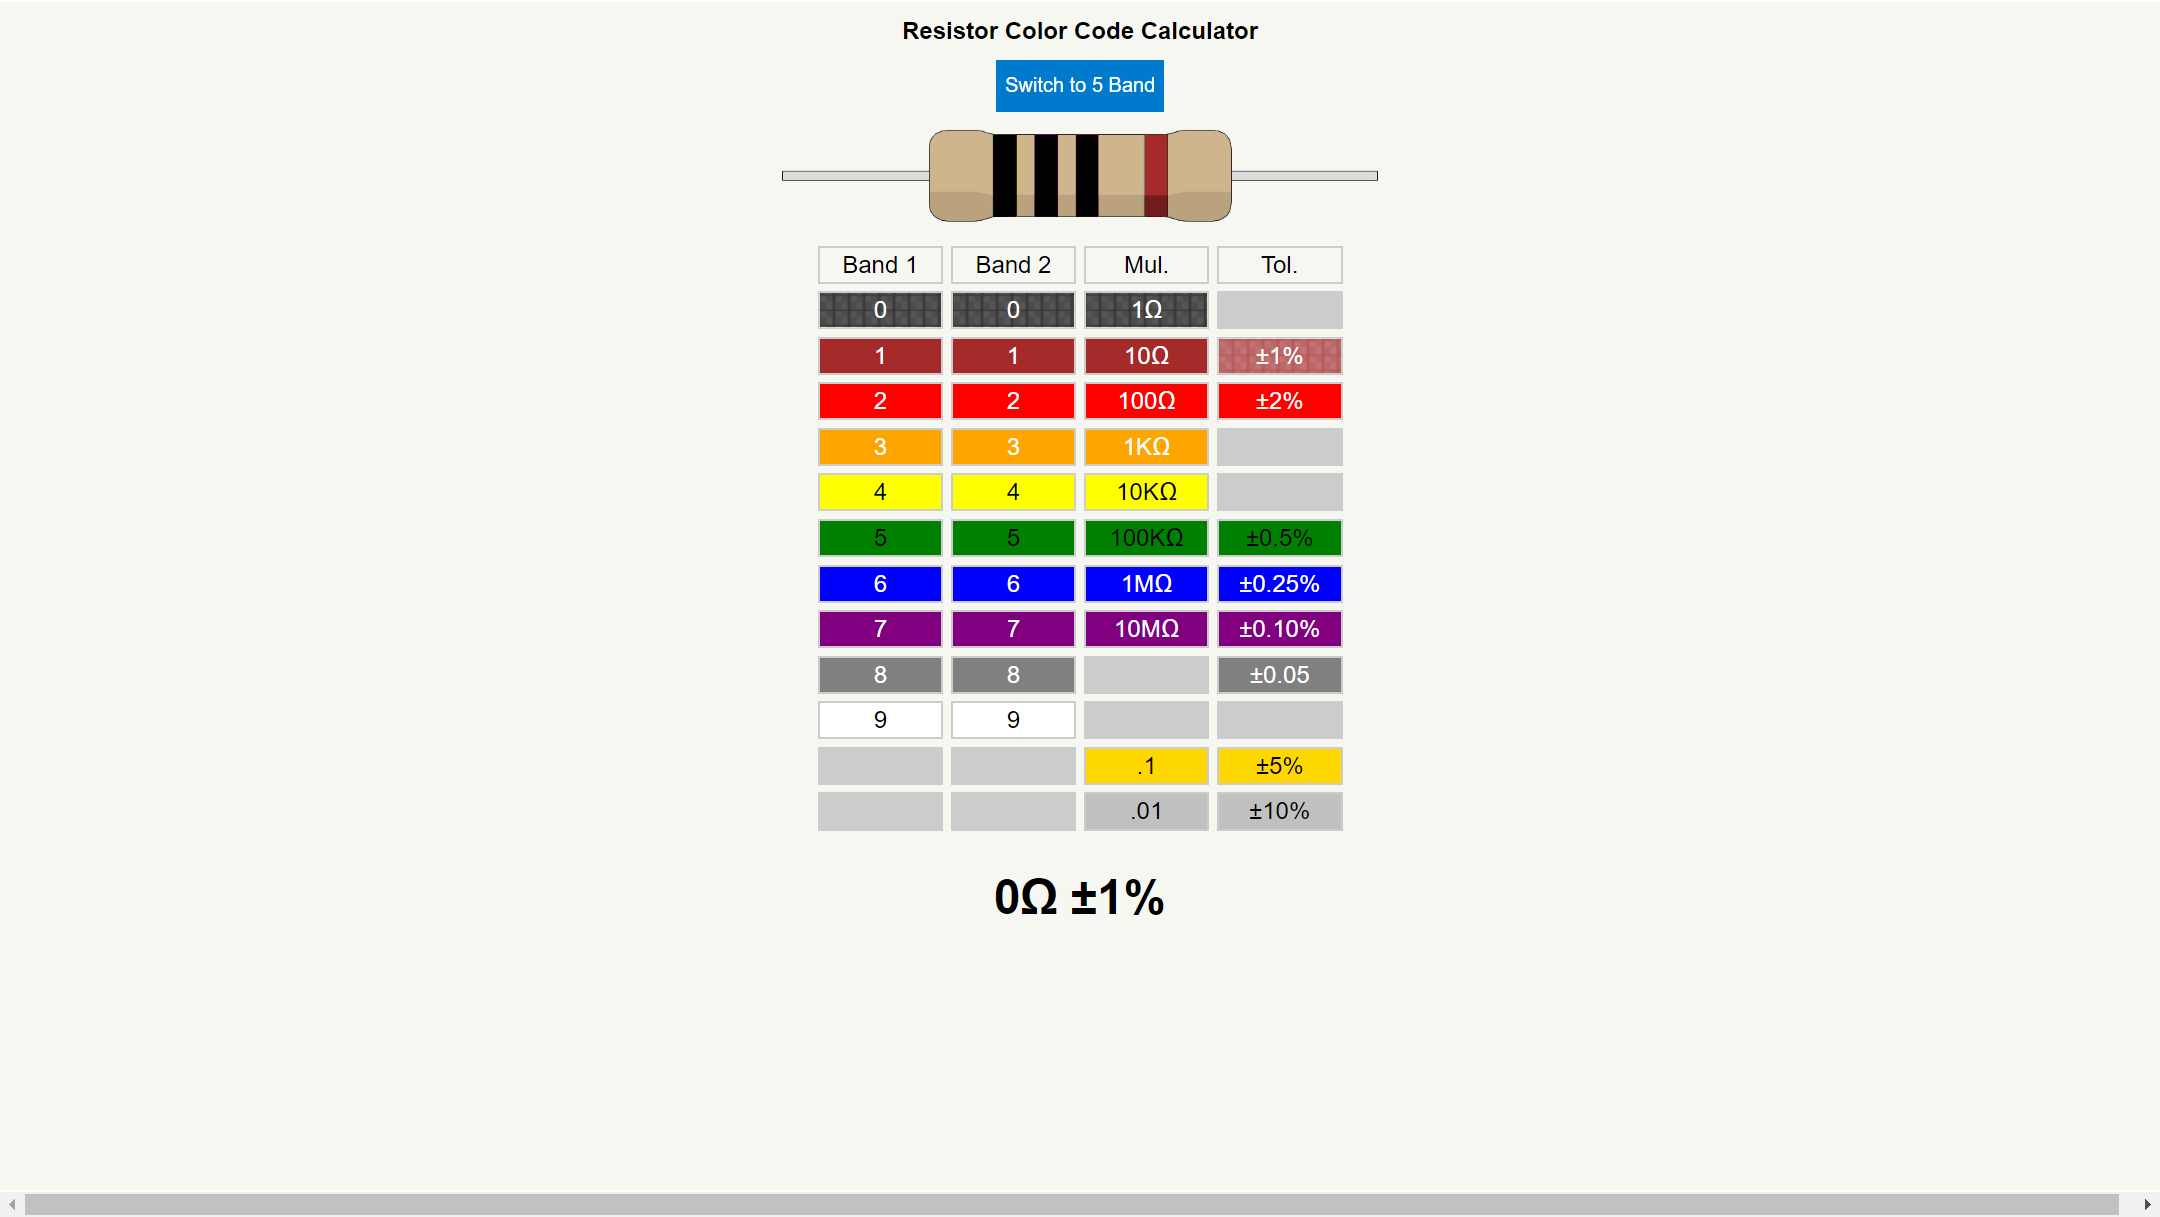 Resistor Color Code Calculator
Switch to 5 Band
Band 1 Band 2 Mul. Tol.
0 0 1Ω
1 1 10Ω ±1%
2 2 100Ω ±2%
3 3 1KΩ
4 4 10KΩ
5 5 100KΩ ±0.5%
6 6 1MΩ ±0.25%
7 7 10MΩ ±0.10%
8 8 ±0.05
9 9
.1 ±5%
.01 ±10%
0Ω ±1%